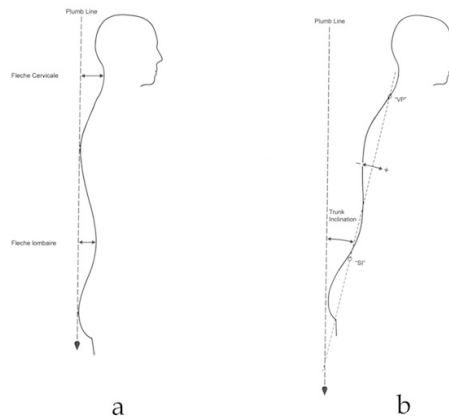 Plumb Line
Fleche Cervicale
Fleche lombaire
a
Plumb Line
"VP"
− +
Trunk
Inclination
"SI"
b